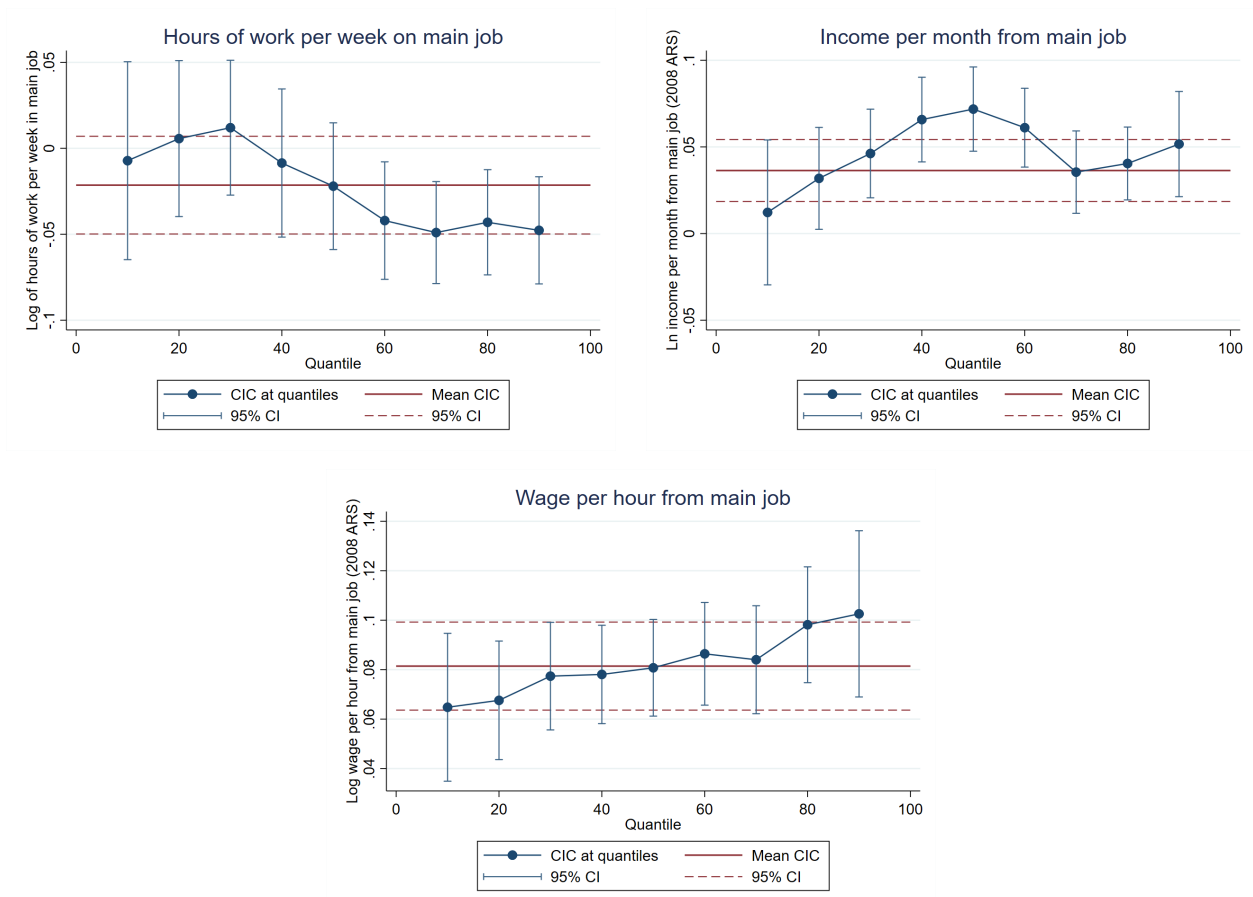 Hours of work per week on main job
Log of hours of work per week in main job
.05
0
-.05
-.1
0 20 40 60 80 100
Quantile
CIC at quantiles Mean CIC
95% CI 95% CI
Income per month from main job
Ln income per month from main job (2008 ARS)
.1
.05
0
-.05
0 20 40 60 80 100
Quantile
CIC at quantiles Mean CIC
95% CI 95% CI
Wage per hour from main job
Log wage per hour from main job (2008 ARS)
.14
.12
.1
.08
.06
.04
0 20 40 60 80 100
Quantile
CIC at quantiles Mean CIC
95% CI 95% CI